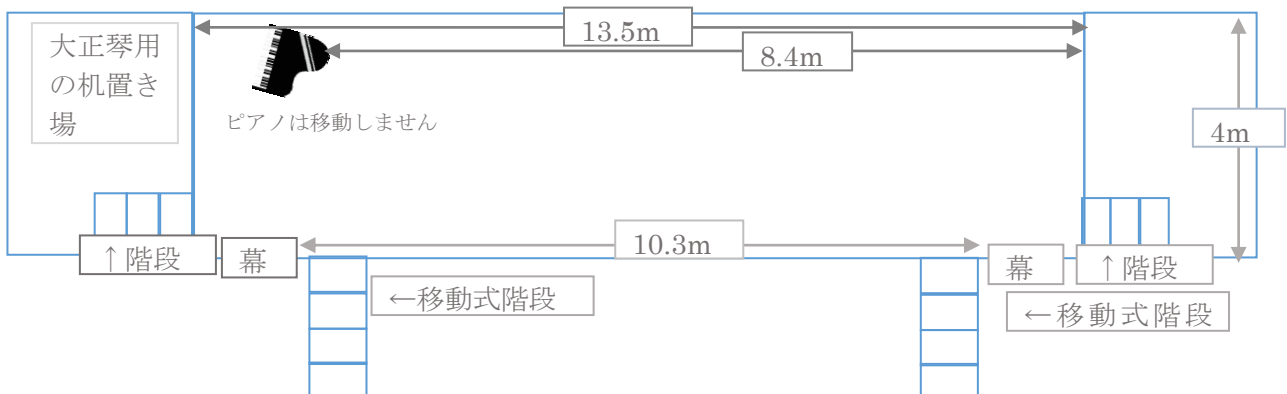 大正琴用
の机置き
場
13.5m
8.4m
ピアノは移動しません
4m
↑階段
幕
10.3m
幕
↑階段
←移動式階段
←移動式階段